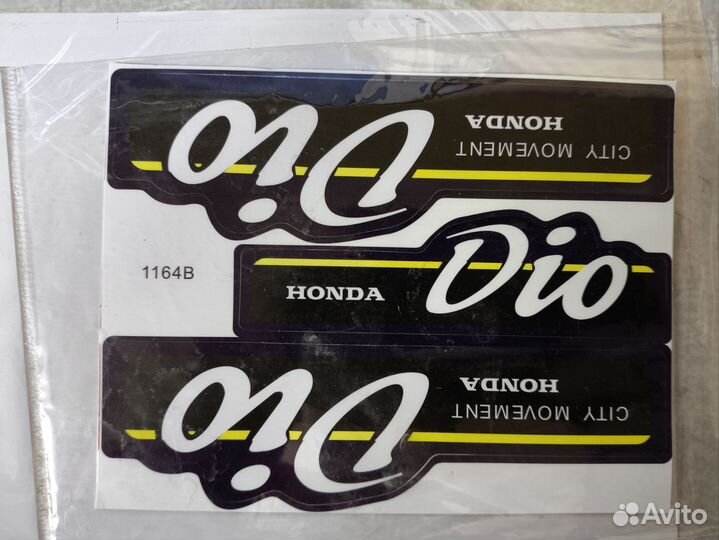 Dio
HONDA
CITY MOVEMENT
1164B
HONDA
Dio
Dio
HONDA
CITY MOVEMENT
Avito